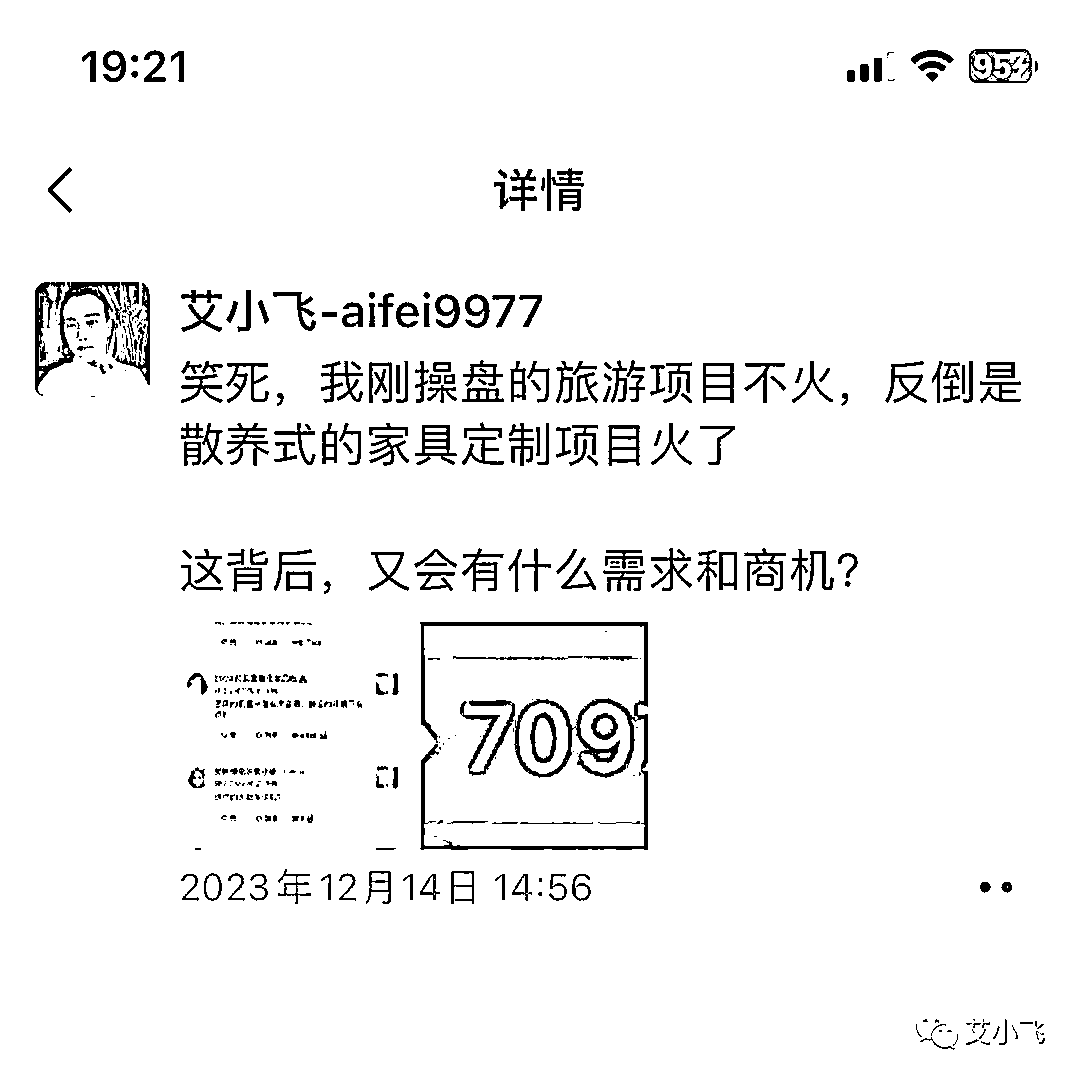 19:21
95
详情
艾小飞-aifei9977
笑死，我刚操盘的旅游项目不火，反倒是
散养式的家具定制项目火了
这背后，又会有什么需求和商机？
709
2023年12月14日 14:56
艾小飞